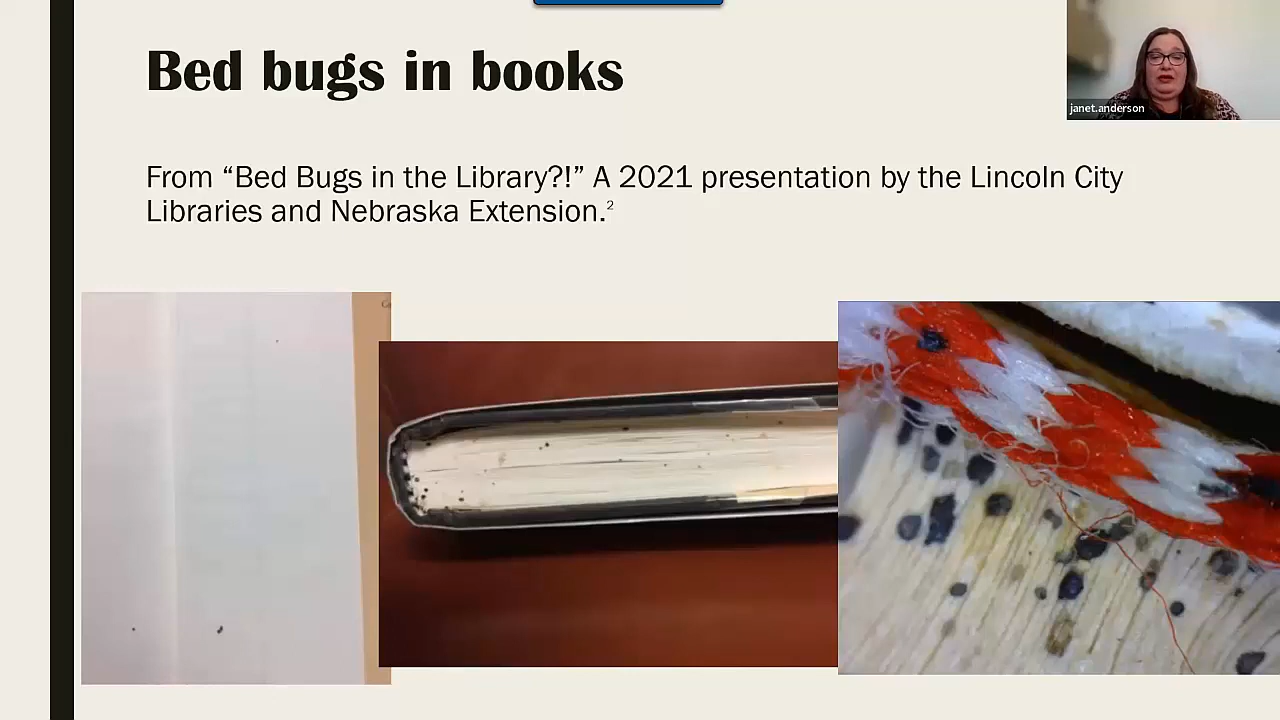 Bed bugs in books
janet.anderson
From “Bed Bugs in the Library?!” A 2021 presentation by the Lincoln City
Libraries and Nebraska Extension.²